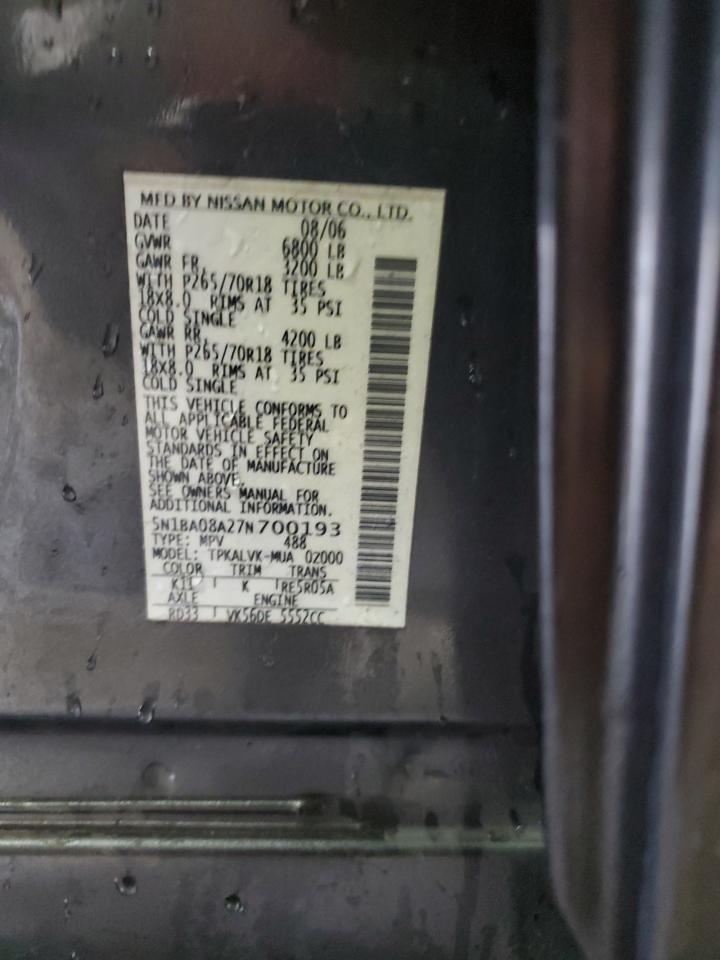 MFD BY NISSAN MOTOR CO., LTD.
DATE 08/06
GVWR 6800 LB
GAWR FR, 3200 LB
WITH P265/70R18 TIRES
18X8.0 RIMS AT 35 PSI
COLD SINGLE
GAWR RR, 4200 LB
WITH P265/70R18 TIRES
18X8.0 RIMS AT 35 PSI
COLD SINGLE
THIS VEHICLE CONFORMS TO
ALL APPLICABLE FEDERAL
MOTOR VEHICLE SAFETY
STANDARDS IN EFFECT ON
THE DATE OF MANUFACTURE
SHOWN ABOVE.
SEE OWNERS MANUAL FOR
ADDITIONAL INFORMATION.
5N1BA08A27N700193
TYPE: MPV 488
MODEL: TPKALVK-MUA 0Z000
COLOR TRIM TRANS
K11 K RE5R05A
AXLE ENGINE
RD33 VK56DE 5552CC